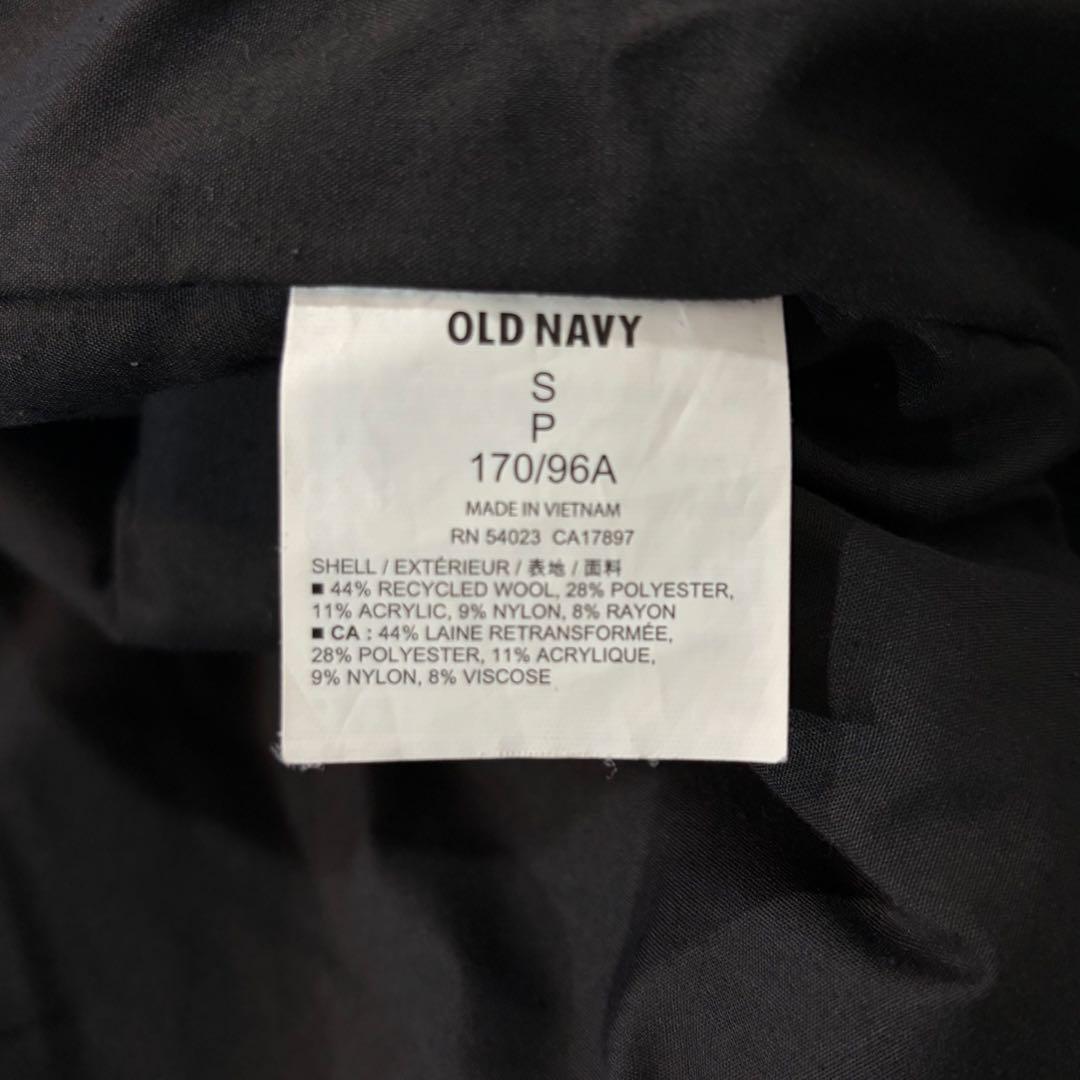 OLD NAVY
S
P
170/96A
MADE IN VIETNAM
RN 54023 CA17897
SHELL / EXTÉRIEUR / 表地 / 面料
■ 44% RECYCLED WOOL, 28% POLYESTER,
11% ACRYLIC, 9% NYLON, 8% RAYON
■ CA : 44% LAINE RETRANSFORMÉE,
28% POLYESTER, 11% ACRYLIQUE,
9% NYLON, 8% VISCOSE